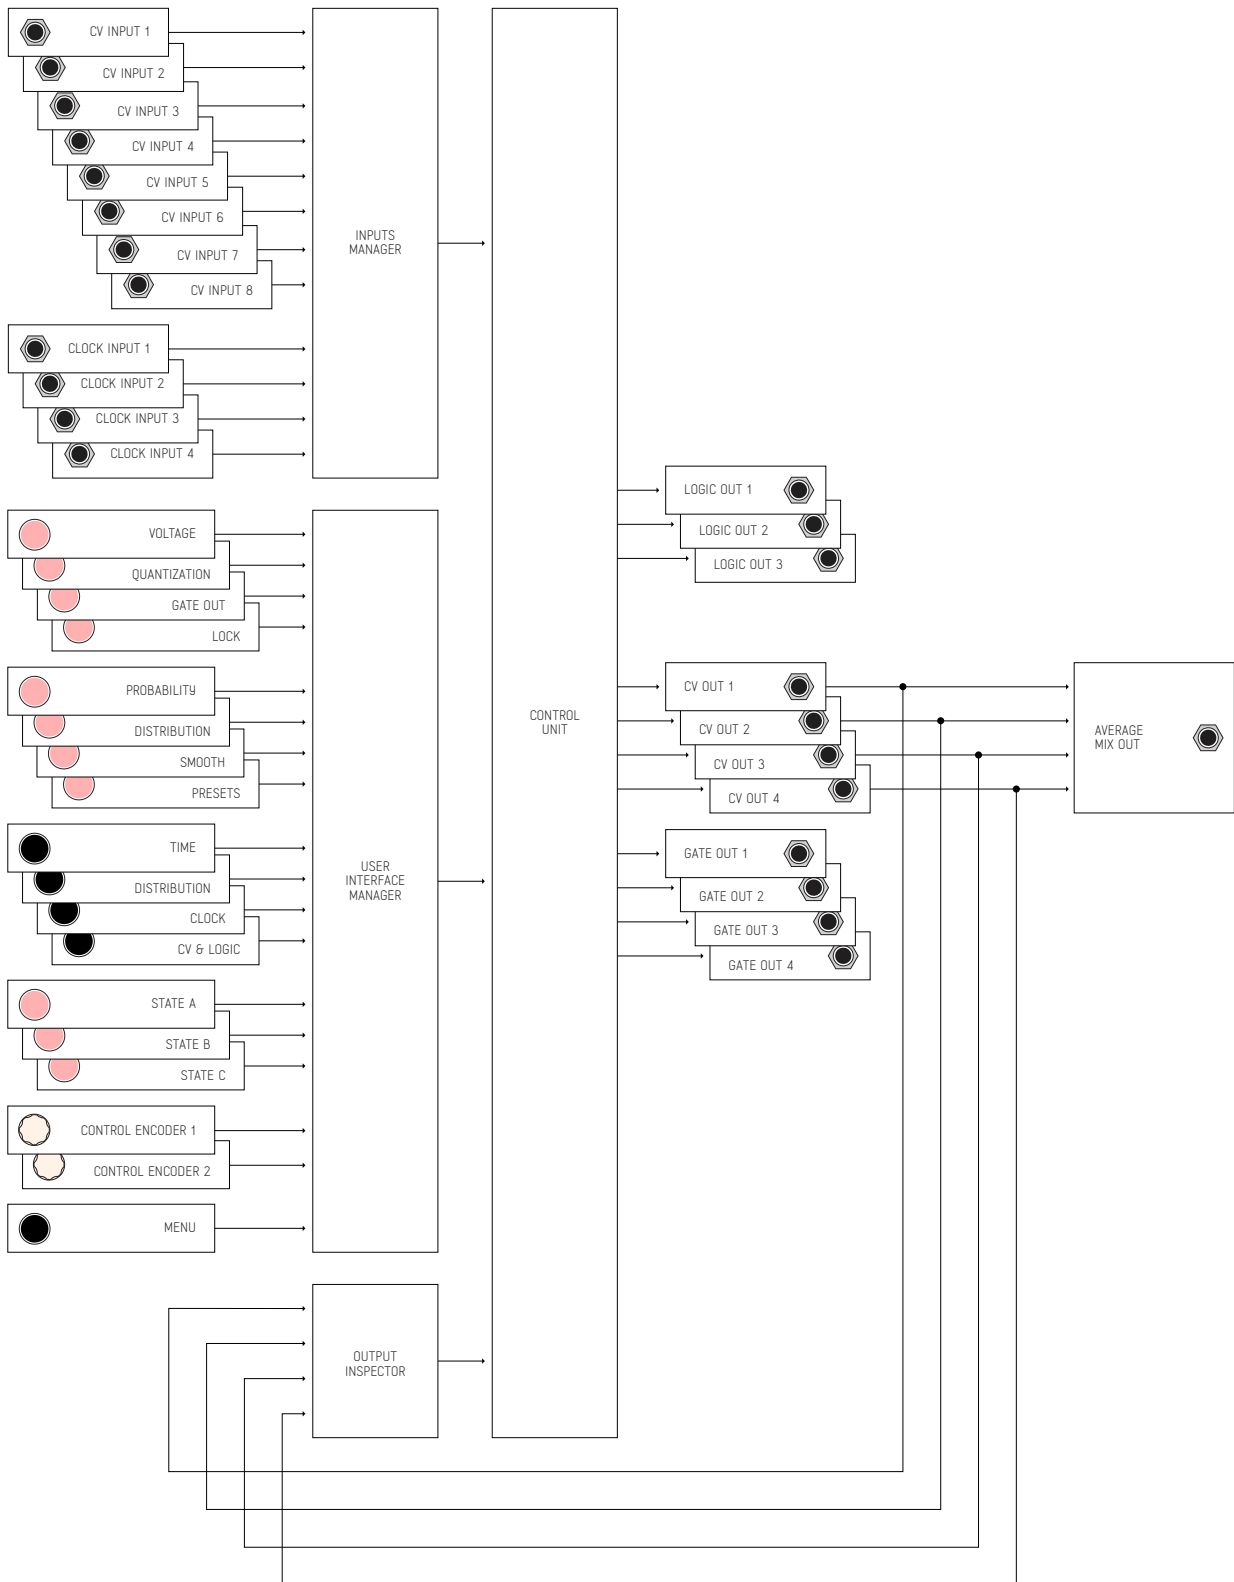 CV INPUT 1
CV INPUT 2
CV INPUT 3
CV INPUT 4
CV INPUT 5
CV INPUT 6
CV INPUT 7
CV INPUT 8
CLOCK INPUT 1
CLOCK INPUT 2
CLOCK INPUT 3
CLOCK INPUT 4
INPUTS
MANAGER
VOLTAGE
QUANTIZATION
GATE OUT
LOCK
PROBABILITY
DISTRIBUTION
SMOOTH
PRESETS
TIME
DISTRIBUTION
CLOCK
CV & LOGIC
STATE A
STATE B
STATE C
CONTROL ENCODER 1
CONTROL ENCODER 2
MENU
USER
INTERFACE
MANAGER
OUTPUT
INSPECTOR
CONTROL
UNIT
LOGIC OUT 1
LOGIC OUT 2
LOGIC OUT 3
CV OUT 1
CV OUT 2
CV OUT 3
CV OUT 4
GATE OUT 1
GATE OUT 2
GATE OUT 3
GATE OUT 4
AVERAGE
MIX OUT